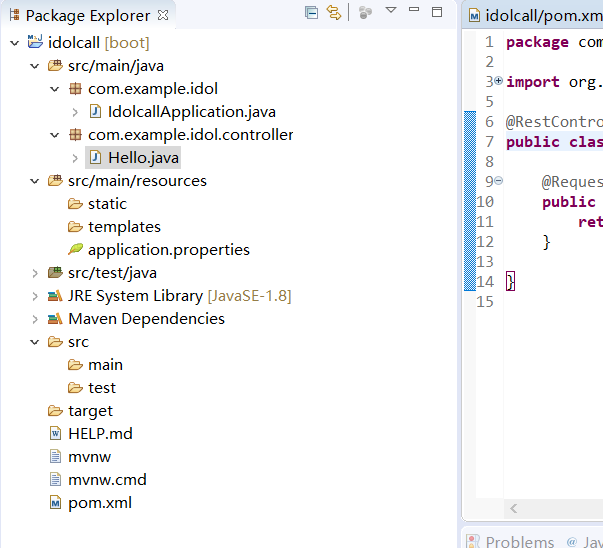 Package Explorer
idolcall [boot]
src/main/java
com.example.idol
IdolcallApplication.java
com.example.idol.controller
Hello.java
src/main/resources
static
templates
application.properties
src/test/java
JRE System Library [JavaSE-1.8]
Maven Dependencies
src
main
test
target
HELP.md
mvnw
mvnw.cmd
pom.xml
idolcall/pom.xm
1 package com
2
3 import org.
5
6 @RestContro
7 public clas
8
9 @Reques
10 public
11 ret
12 }
13
14 }
15
Problems @ Jav